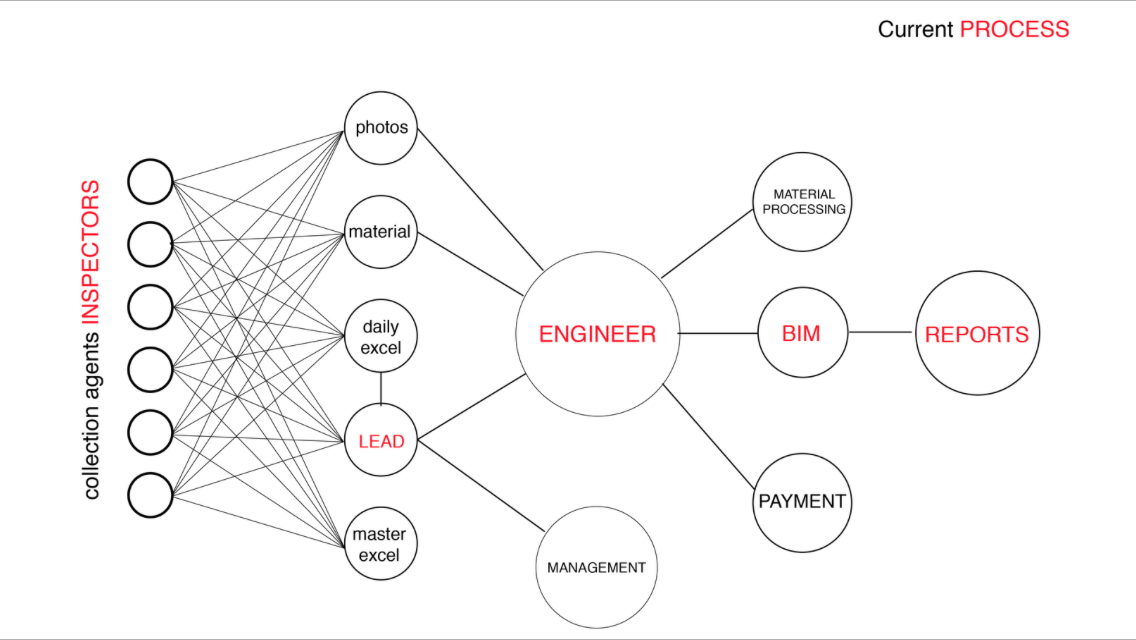 Current PROCESS
collection agents INSPECTORS
photos
material
daily
excel
LEAD
master
excel
ENGINEER
MANAGEMENT
MATERIAL
PROCESSING
BIM
REPORTS
PAYMENT